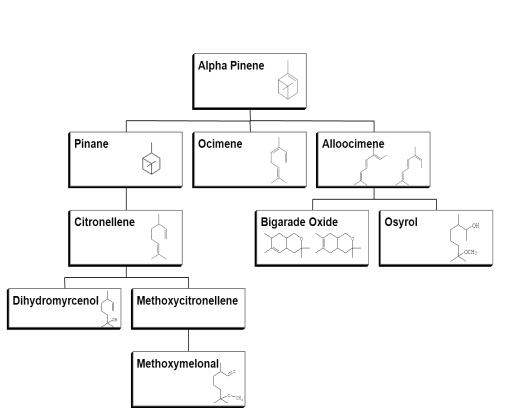 Alpha Pinene
Pinane
Ocimene
Alloocimene
Citronellene
Bigarade Oxide
O
O
Osyrol
OH
OCH3
Dihydromyrcenol
OH
Methoxycitronellene
Methoxymelonal